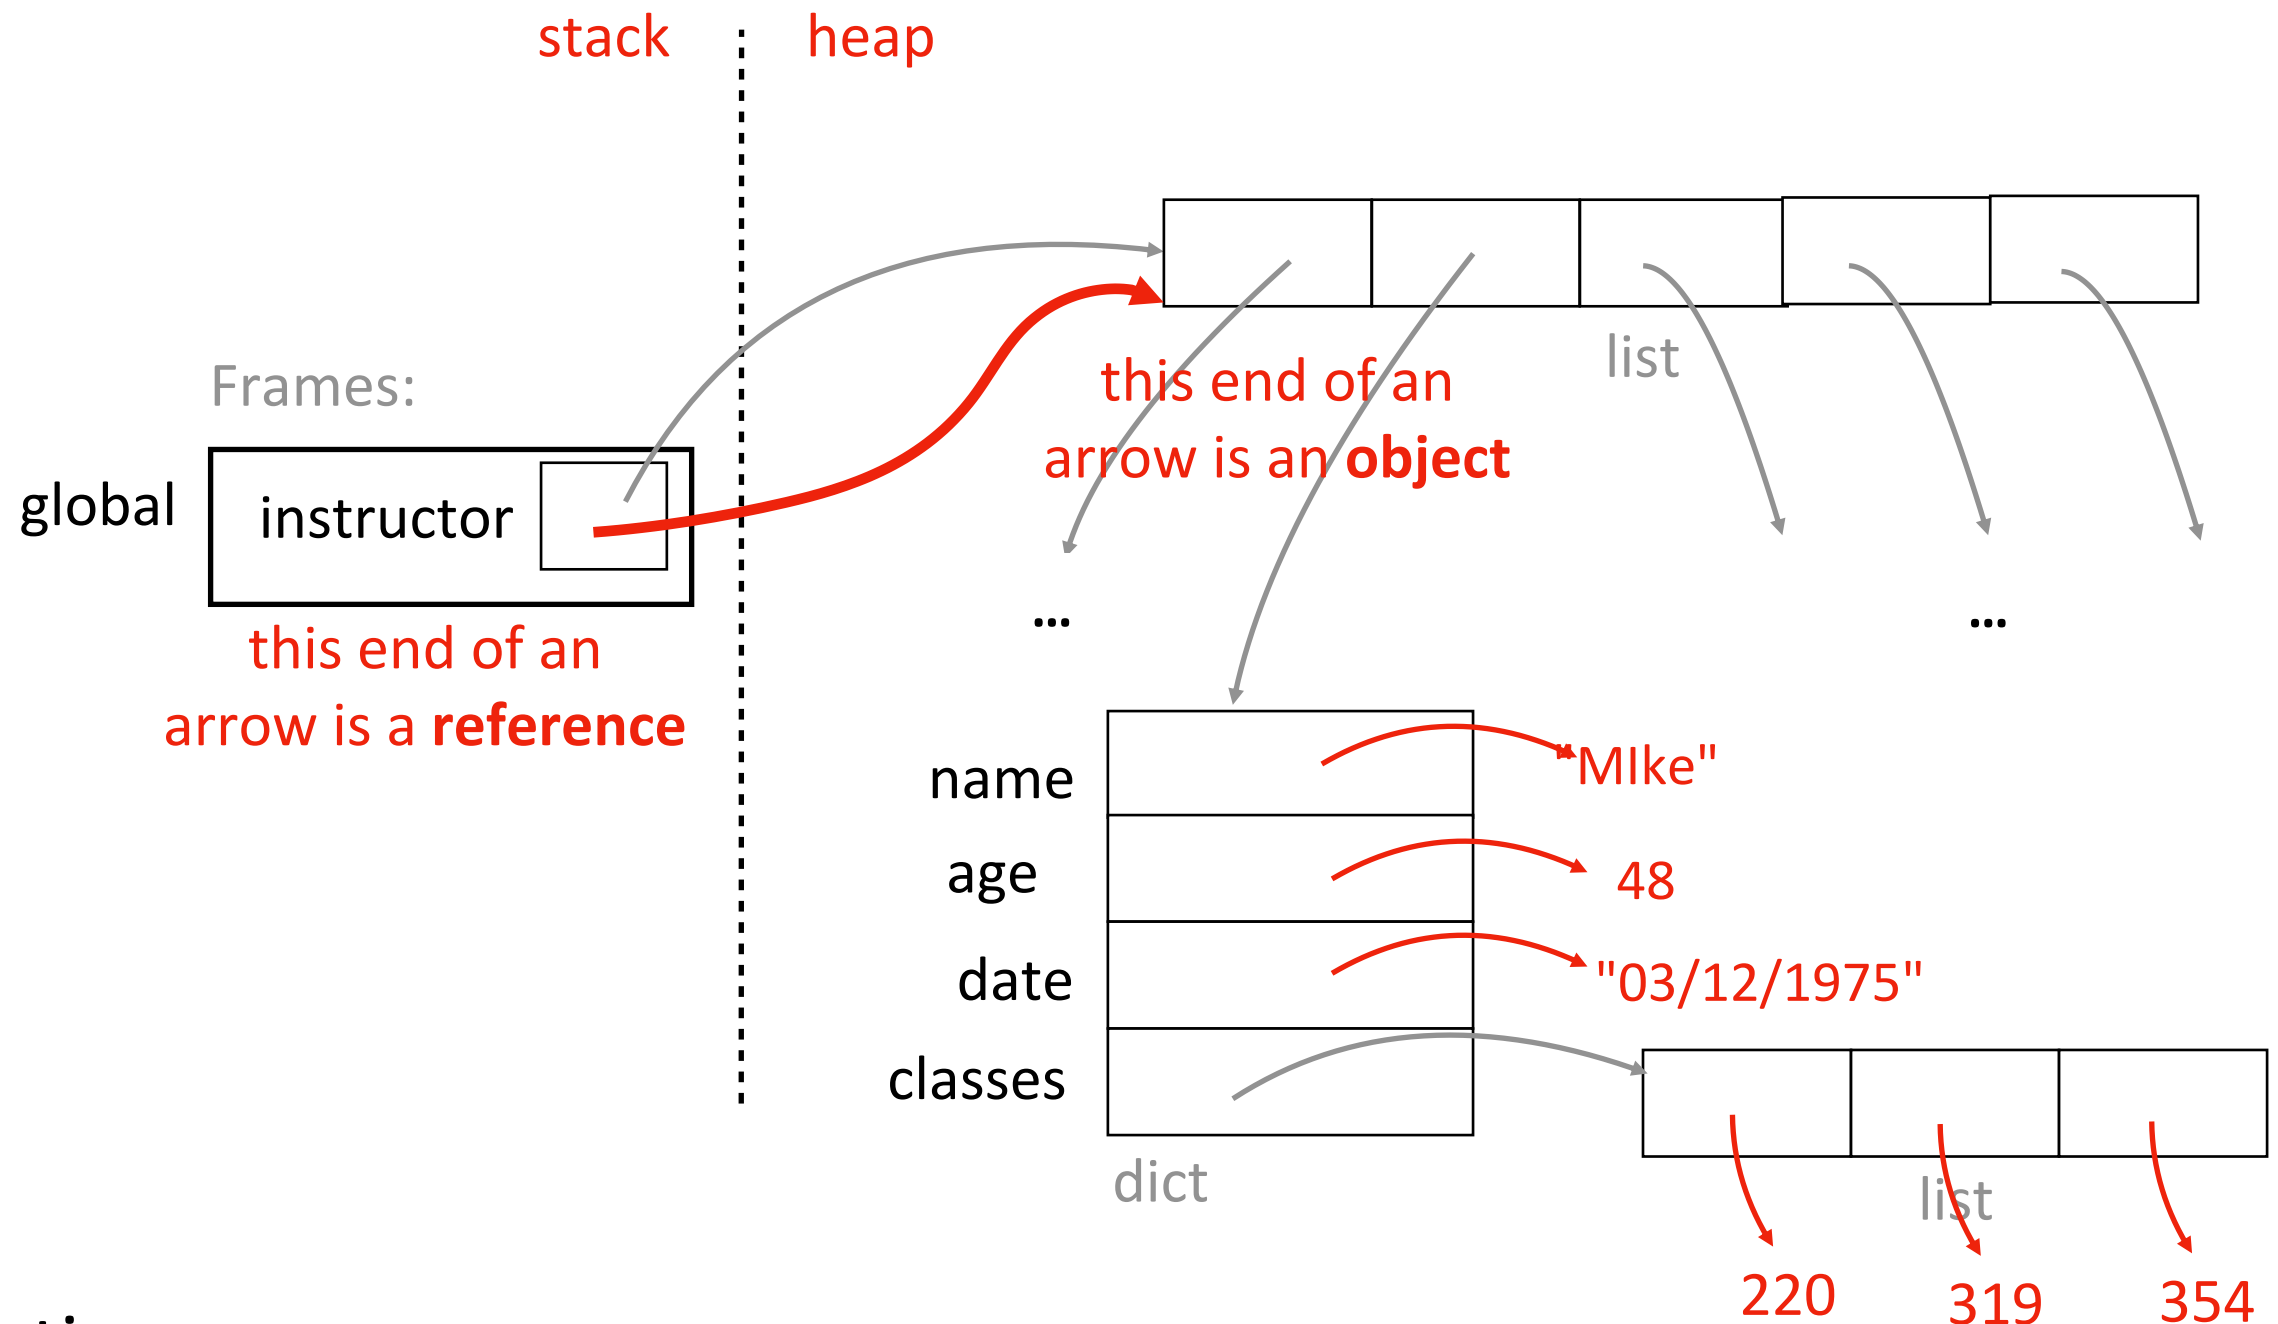 stack
heap
Frames:
list
this end of an
arrow is an object
global
instructor
...
...
this end of an
arrow is a reference
name
"MIke"
age
48
date
"03/12/1975"
classes
dict
list
220
319
354